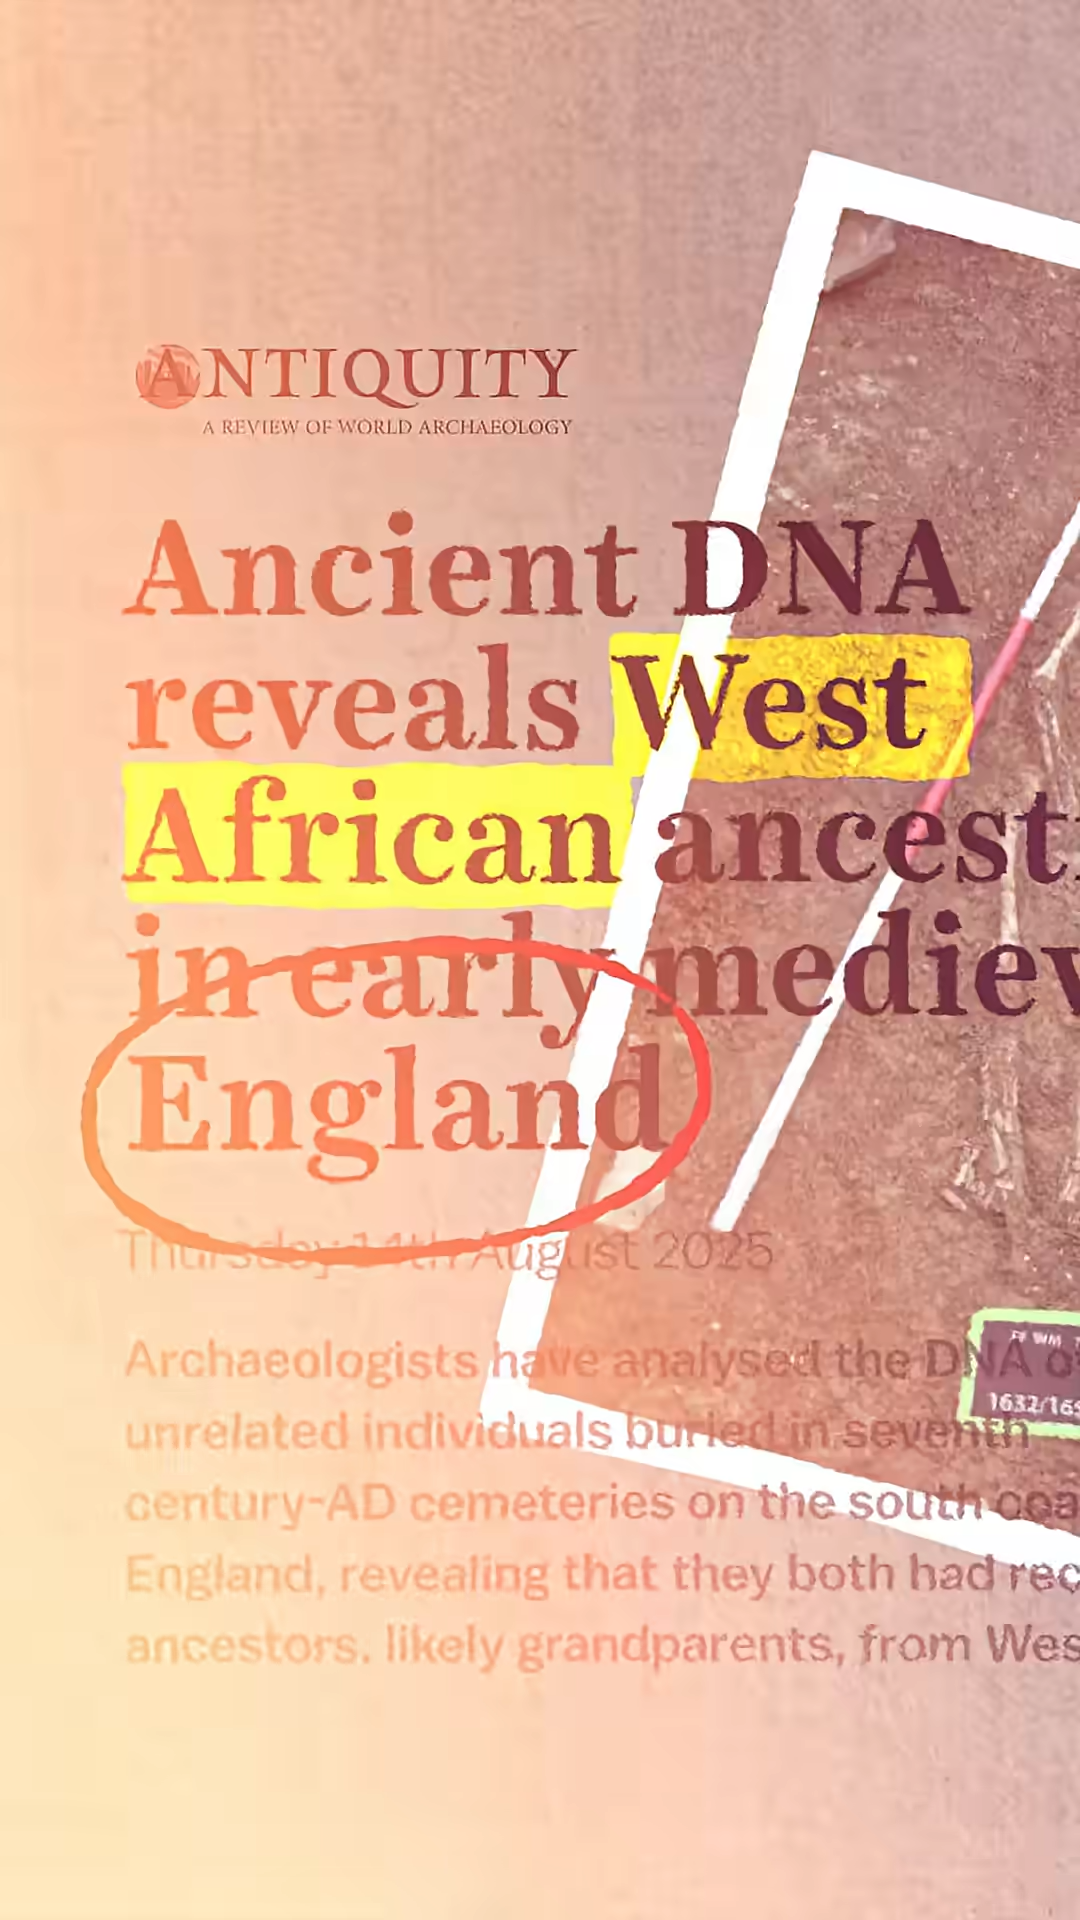 ANTIQUITY
A REVIEW OF WORLD ARCHAEOLOGY
Ancient DNA
reveals West
African ancest
in early mediev
England
Thursday 14th August 2025
Archaeologists have analysed the DNA o
unrelated individuals buried in seventh
century-AD cemeteries on the south coa
England, revealing that they both had rec
ancestors, likely grandparents, from Wes
FF WM
1632/16